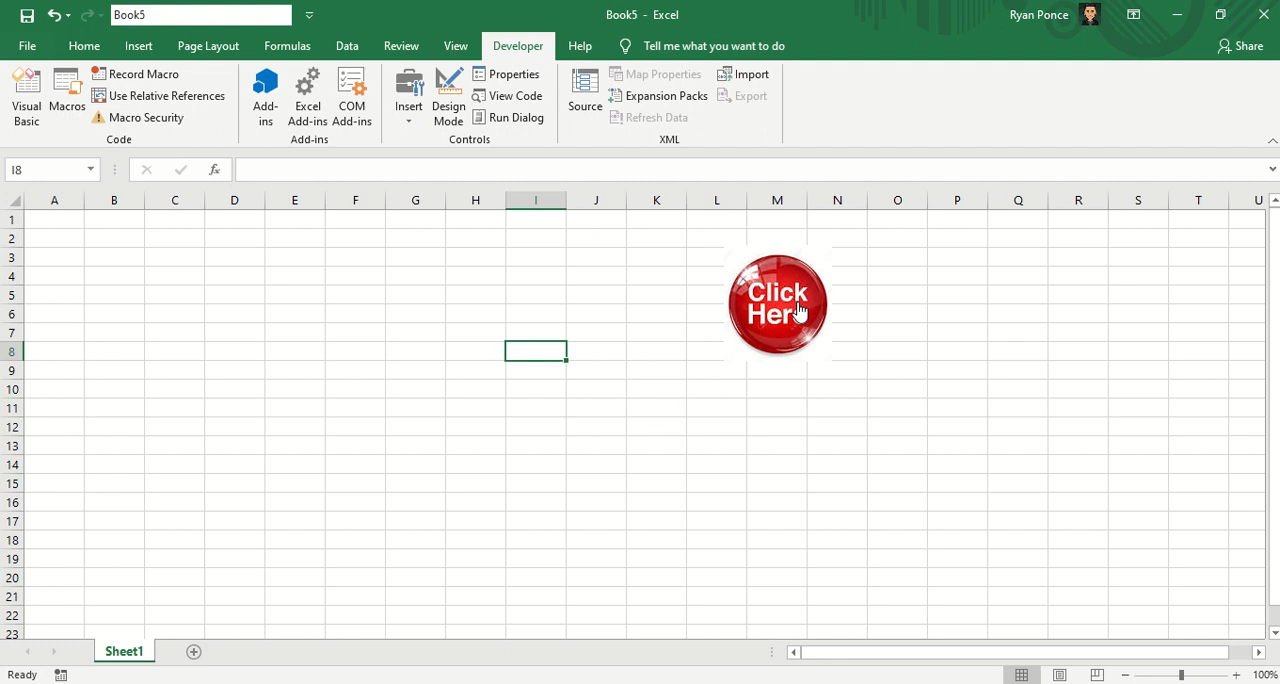 Book5
Book5 - Excel
Ryan Ponce
File Home Insert Page Layout Formulas Data Review View Developer Help Tell me what you want to do Share
Visual Basic
Macros
Record Macro
Use Relative References
Macro Security
Code
Add-ins
Excel Add-ins
COM Add-ins
Add-ins
Insert
Design Mode
Properties
View Code
Run Dialog
Controls
Source
Map Properties
Expansion Packs
Refresh Data
Import
Export
XML
I8
fx
A B C D E F G H I J K L M N O P Q R S T U
1
2
3
4
5
6
7
8
9
10
11
12
13
14
15
16
17
18
19
20
21
22
23
Click
Here
Sheet1
Ready
100%